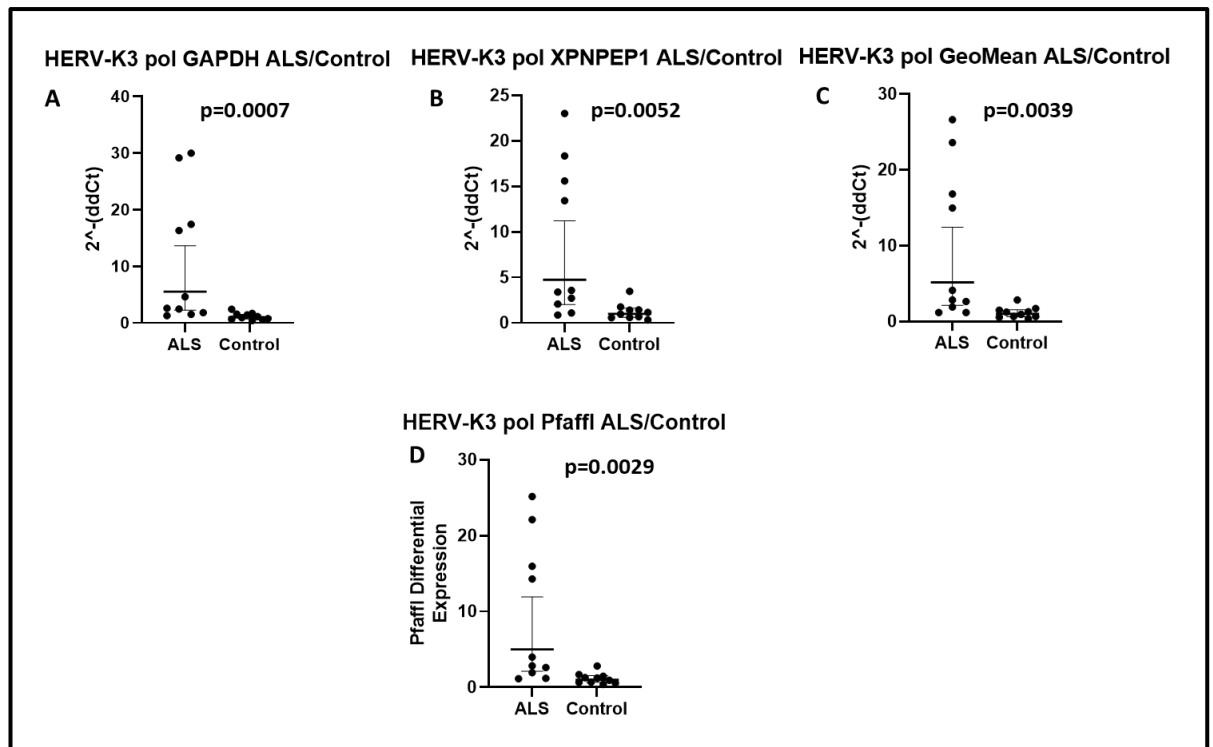 HERV-K3 pol GAPDH ALS/Control
A
p=0.0007
2^-(ddCt)
40
30
20
10
0
ALS Control
HERV-K3 pol XPNPEP1 ALS/Control
B
p=0.0052
2^-(ddCt)
25
20
15
10
5
0
ALS Control
HERV-K3 pol GeoMean ALS/Control
C
p=0.0039
2^-(ddCt)
30
20
10
0
ALS Control
HERV-K3 pol Pfaffl ALS/Control
D
p=0.0029
Pfaffl Differential
Expression
30
20
10
0
ALS Control